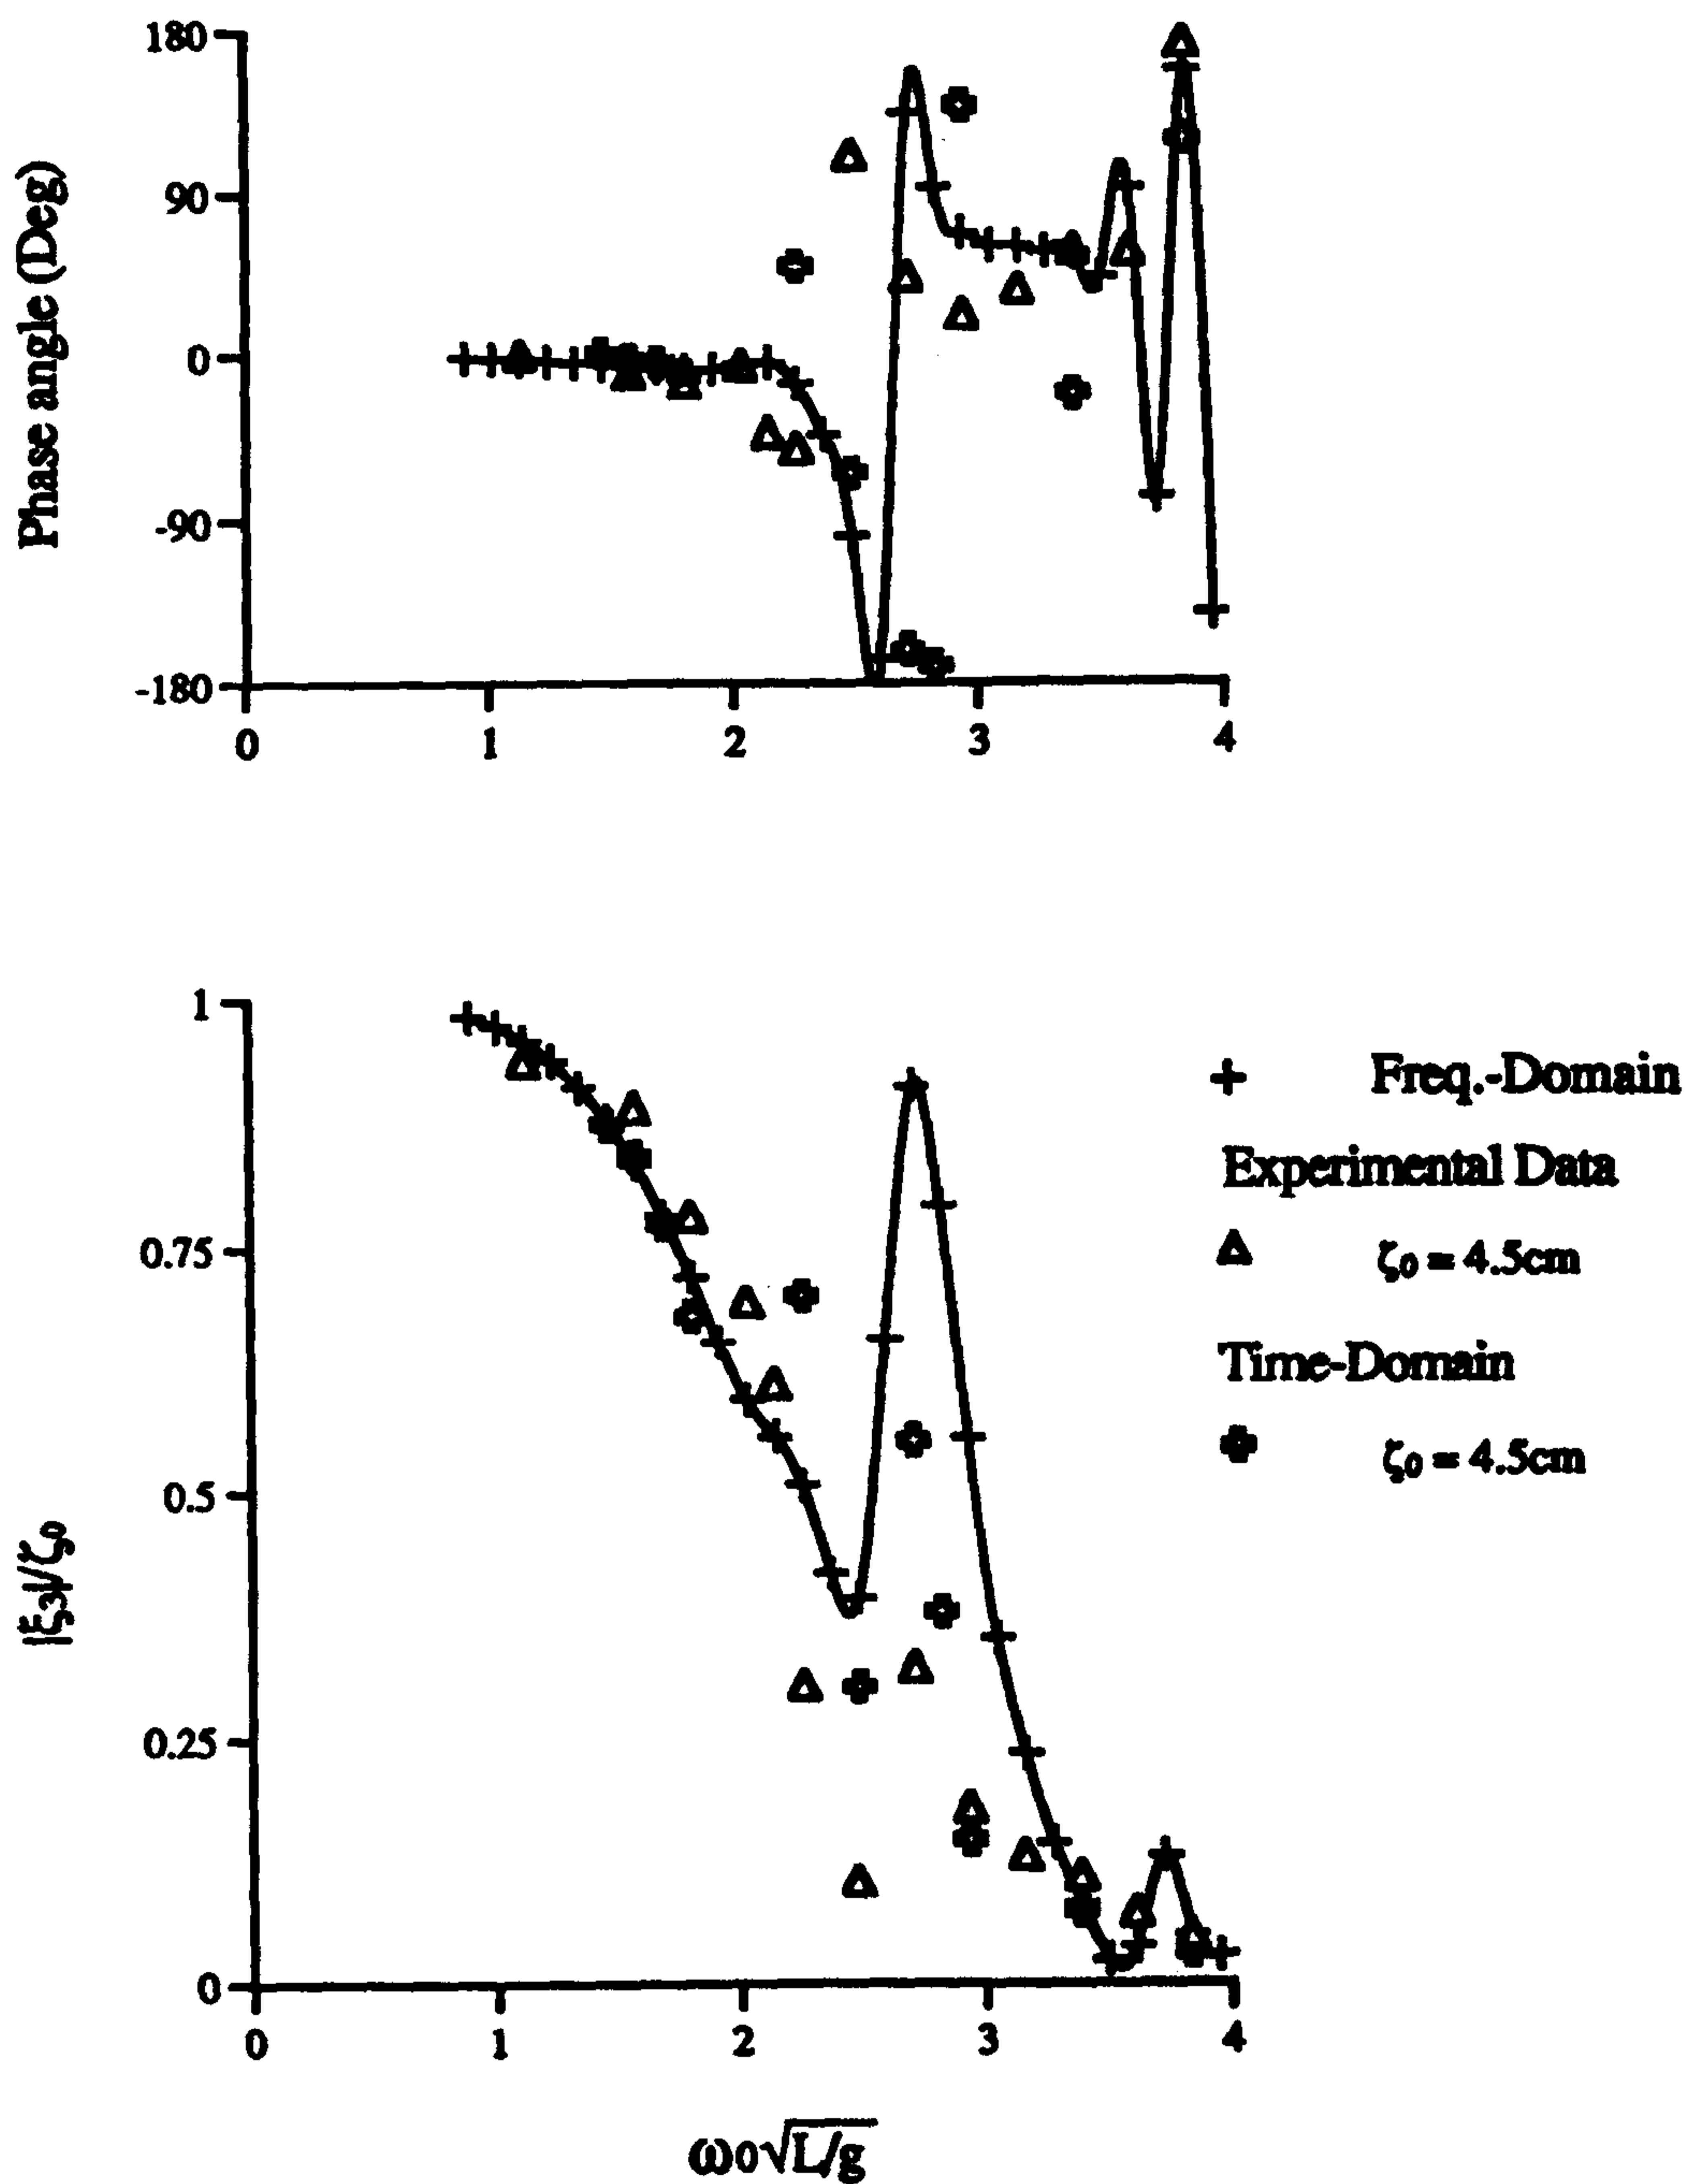 Phase angle (Deg)
180
90
0
-90
-180
0 1 2 3 4
|ξ3|/ζ0
1
0.75
0.5
0.25
0
0 1 2 3 4
ω0√L/g
+ Freq.-Domain
Experimental Data
ζ0 = 4.5cm
Time-Domain
ζ0 = 4.5cm